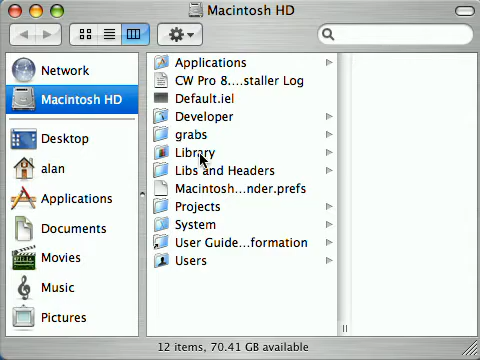 Macintosh HD
Network
Macintosh HD
Desktop
alan
Applications
Documents
Movies
Music
Pictures
Applications
CW Pro 8....staller Log
Default.iel
Developer
grabs
Library
Libs and Headers
Macintosh...nder.prefs
Projects
System
User Guide...formation
Users
12 items, 70.41 GB available